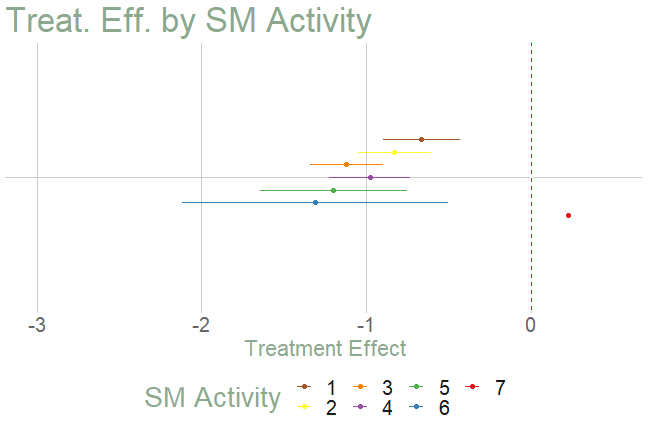 Treat. Eff. by SM Activity
-3 -2 -1 0
Treatment Effect
SM Activity 1 3 5 7
2 4 6